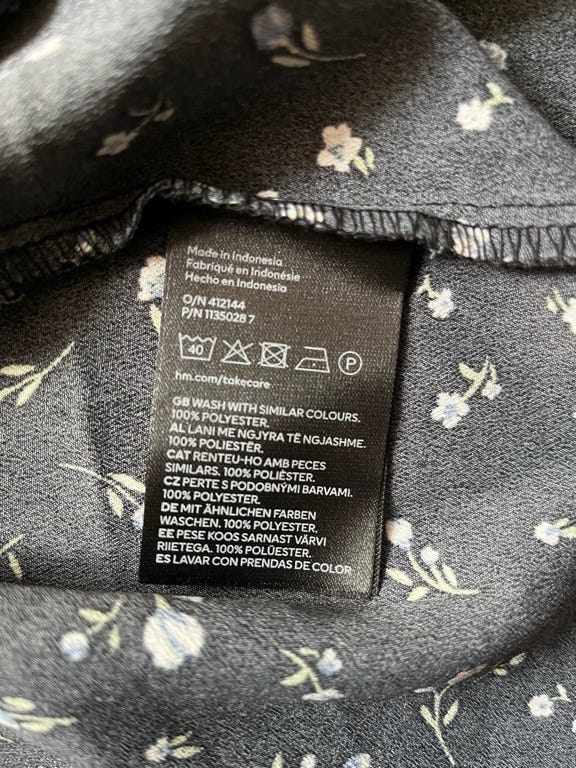 Made in Indonesia
Fabriqué en Indonésie
Hecho en Indonesia
O/N 412144
P/N 1135028 7
40 P
hm.com/takecare
GB WASH WITH SIMILAR COLOURS.
100% POLYESTER.
AL LANI ME NGJYRA TË NGJASHME.
100% POLIESTËR.
CAT RENTEU-HO AMB PECES
SIMILARS. 100% POLIÈSTER.
CZ PERTE S PODOBNÝMI BARVAMI.
100% POLYESTER.
DE MIT ÄHNLICHEN FARBEN
WASCHEN. 100% POLYESTER.
EE PESE KOOS SARNAST VÄRVI
RIIETEGA. 100% POLÜESTER.
ES LAVAR CON PRENDAS DE COLOR